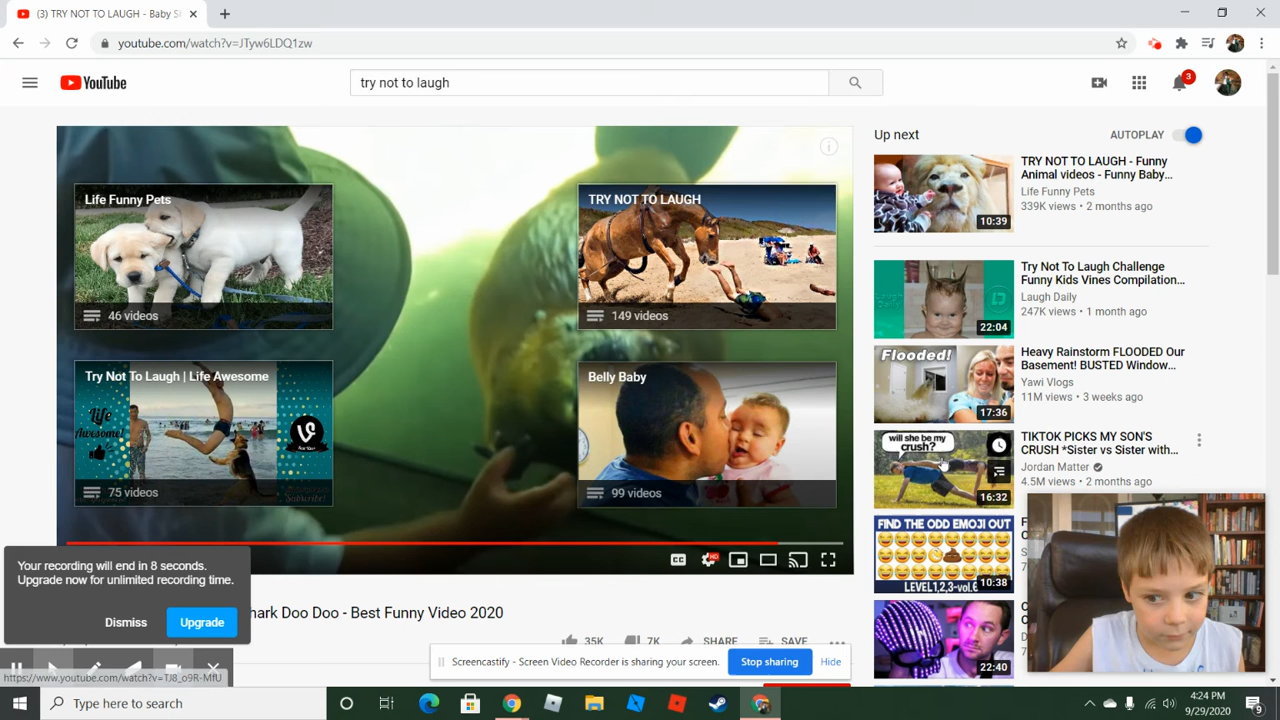 (3) TRY NOT TO LAUGH - Baby S
youtube.com/watch?v=JTyw6LDQ1zw
YouTube
try not to laugh
3
Life Funny Pets
46 videos
TRY NOT TO LAUGH
149 videos
Try Not To Laugh | Life Awesome
Life
Awesome!
Subscribe!
75 videos
Belly Baby
99 videos
CC
HD
Up next
AUTOPLAY
10:39
TRY NOT TO LAUGH - Funny
Animal videos - Funny Baby...
Life Funny Pets
339K views • 2 months ago
22:04
Try Not To Laugh Challenge
Funny Kids Vines Compilation...
Laugh Daily
247K views • 1 month ago
Flooded!
17:36
Heavy Rainstorm FLOODED Our
Basement! BUSTED Window...
Yawi Vlogs
11M views • 3 weeks ago
will she be my
crush?
16:32
TIKTOK PICKS MY SON'S
CRUSH *Sister vs Sister with...
Jordan Matter
4.5M views • 2 months ago
FIND THE ODD EMOJI OUT
LEVEL1,2,3-vol.6
10:38
22:40
Your recording will end in 8 seconds.
Upgrade now for unlimited recording time.
Dismiss
Upgrade
mark Doo Doo - Best Funny Video 2020
35K
7K
SHARE
SAVE
Screencastify - Screen Video Recorder is sharing your screen.
Stop sharing
Hide
https://www.youtube.com/watch?v=TJ8_o9R-MfU
Type here to search
4:24 PM
9/29/2020
9